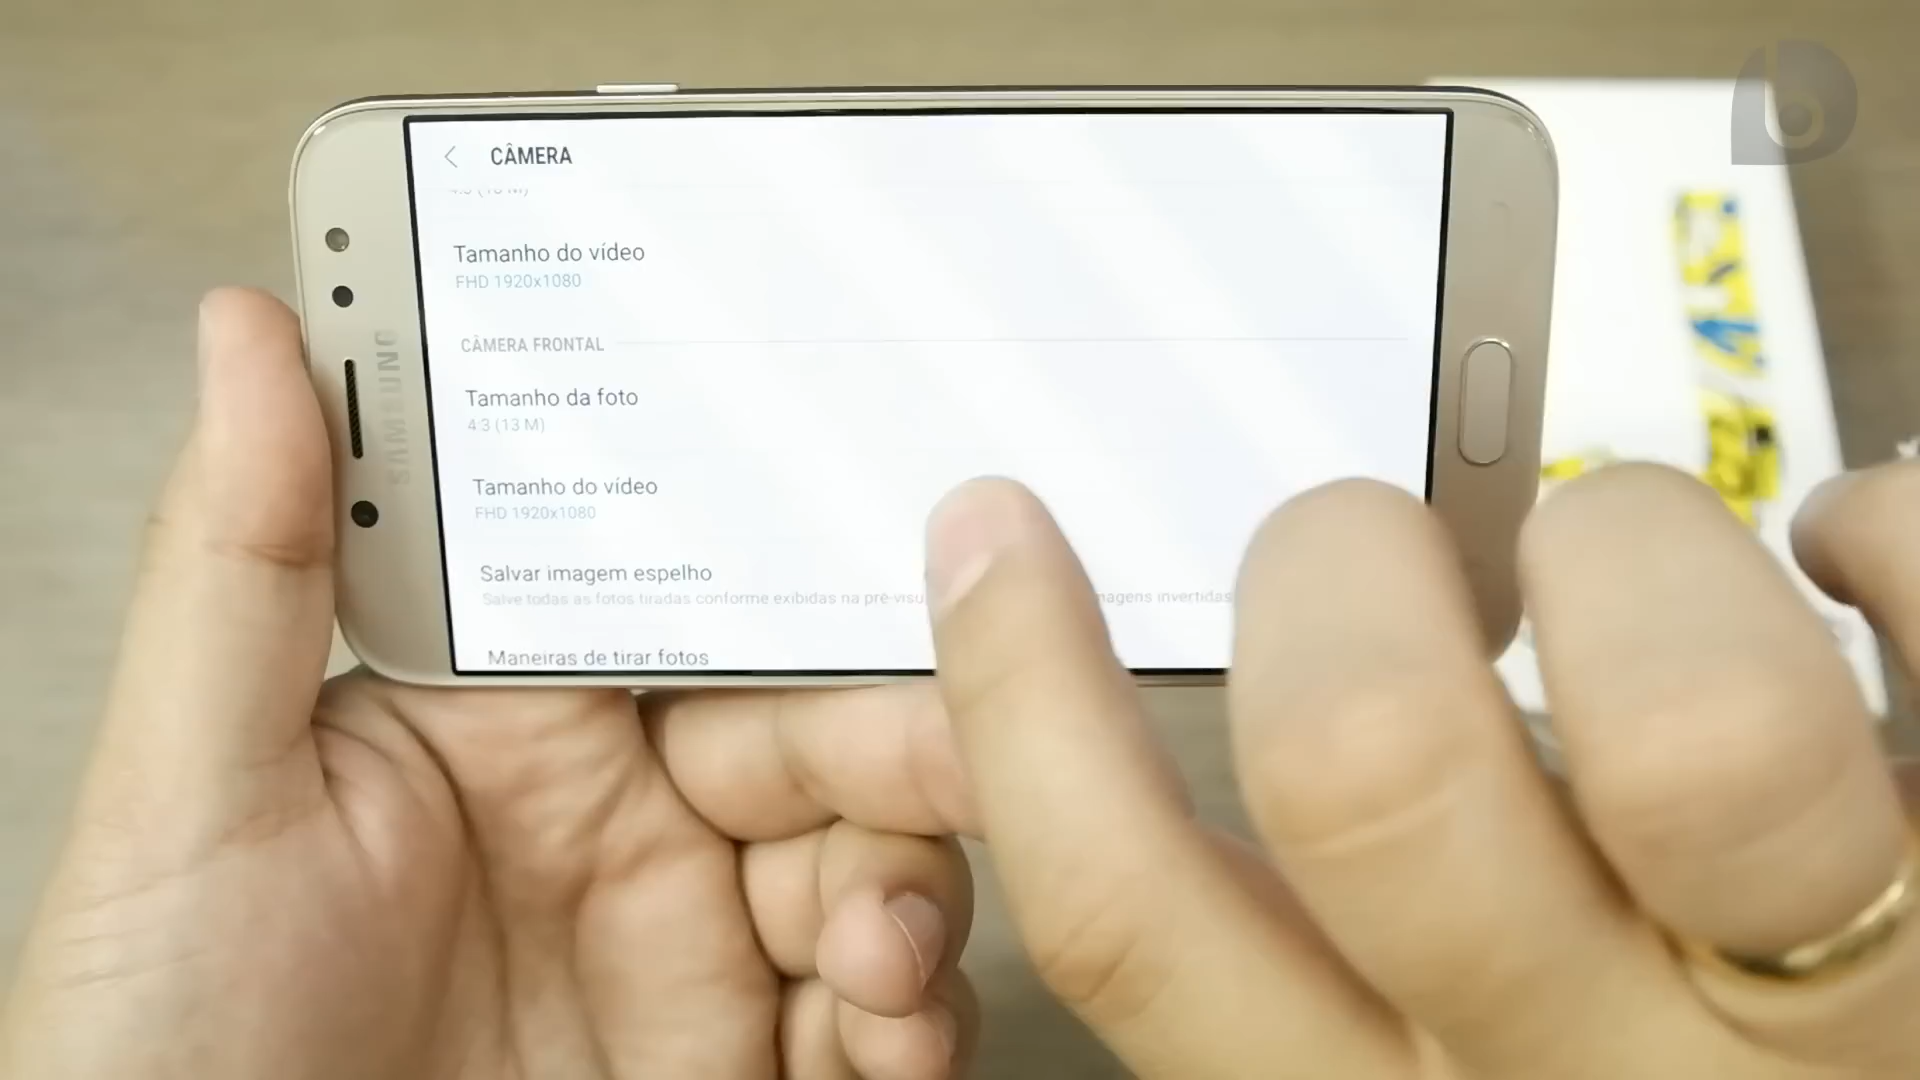 CÂMERA
Tamanho do vídeo
FHD 1920x1080
CÂMERA FRONTAL
Tamanho da foto
4:3 (13 M)
Tamanho do vídeo
FHD 1920x1080
Salvar imagem espelho
Salve todas as fotos tiradas conforme exibidas na pré-visu magens invertidas
Maneiras de tirar fotos
SAMSUNG